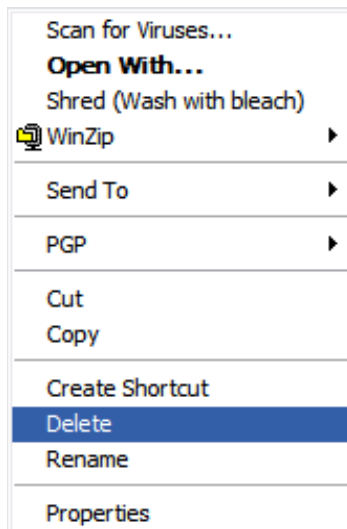 Scan for Viruses...
Open With...
Shred (Wash with bleach)
WinZip
Send To
PGP
Cut
Copy
Create Shortcut
Delete
Rename
Properties